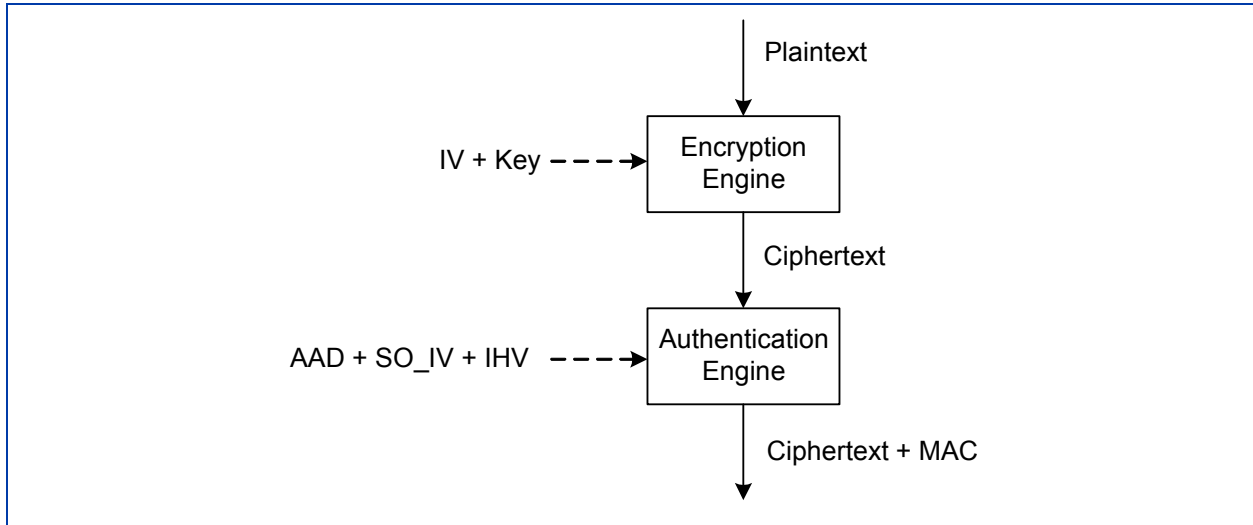 Plaintext
IV + Key
Encryption
Engine
Ciphertext
AAD + SO_IV + IHV
Authentication
Engine
Ciphertext + MAC